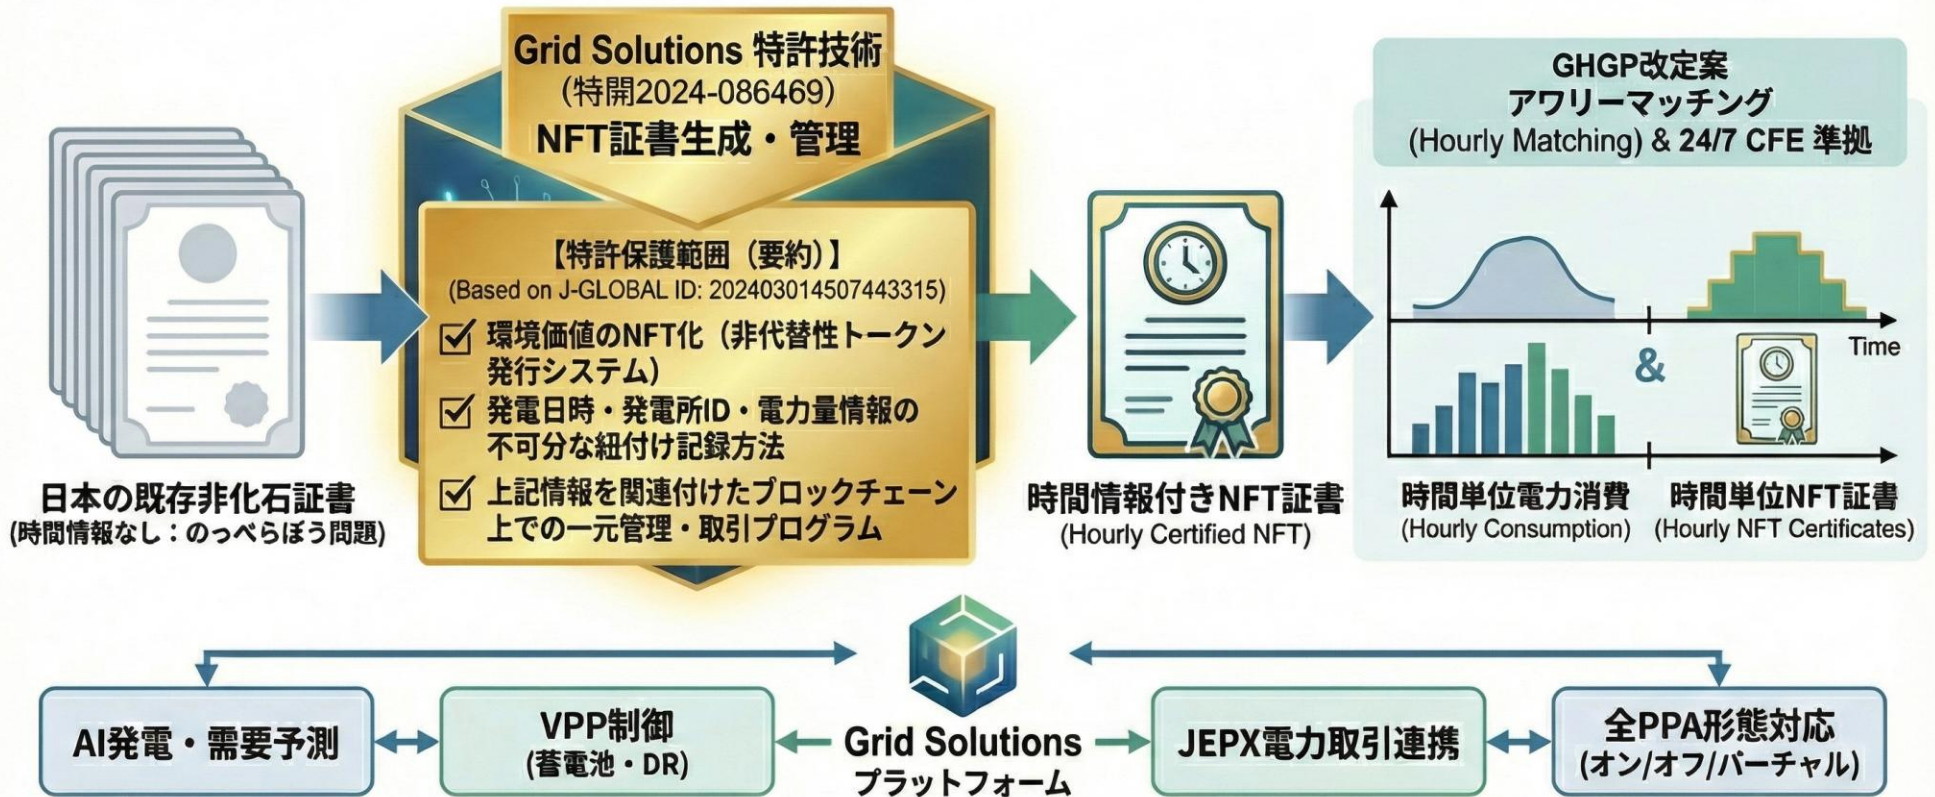 Grid Solutions 特許技術
(特開2024-086469)
NFT証書生成・管理
【特許保護範囲（要約）】
(Based on J-GLOBAL ID: 202403014507443315)
環境価値のNFT化（非代替性トークン
発行システム）
発電日時・発電所ID・電力量情報の
不可分な紐付け記録方法
上記情報を関連付けたブロックチェーン
上での一元管理・取引プログラム
日本の既存非化石証書
(時間情報なし：のっぺらぼう問題)
時間情報付きNFT証書
(Hourly Certified NFT)
GHGP改定案
アワリーマッチング
(Hourly Matching) & 24/7 CFE 準拠
Time
&
時間単位電力消費
(Hourly Consumption)
時間単位NFT証書
(Hourly NFT Certificates)
AI発電・需要予測
VPP制御
(蓄電池・DR)
Grid Solutions
プラットフォーム
JEPX電力取引連携
全PPA形態対応
(オン/オフ/バーチャル)